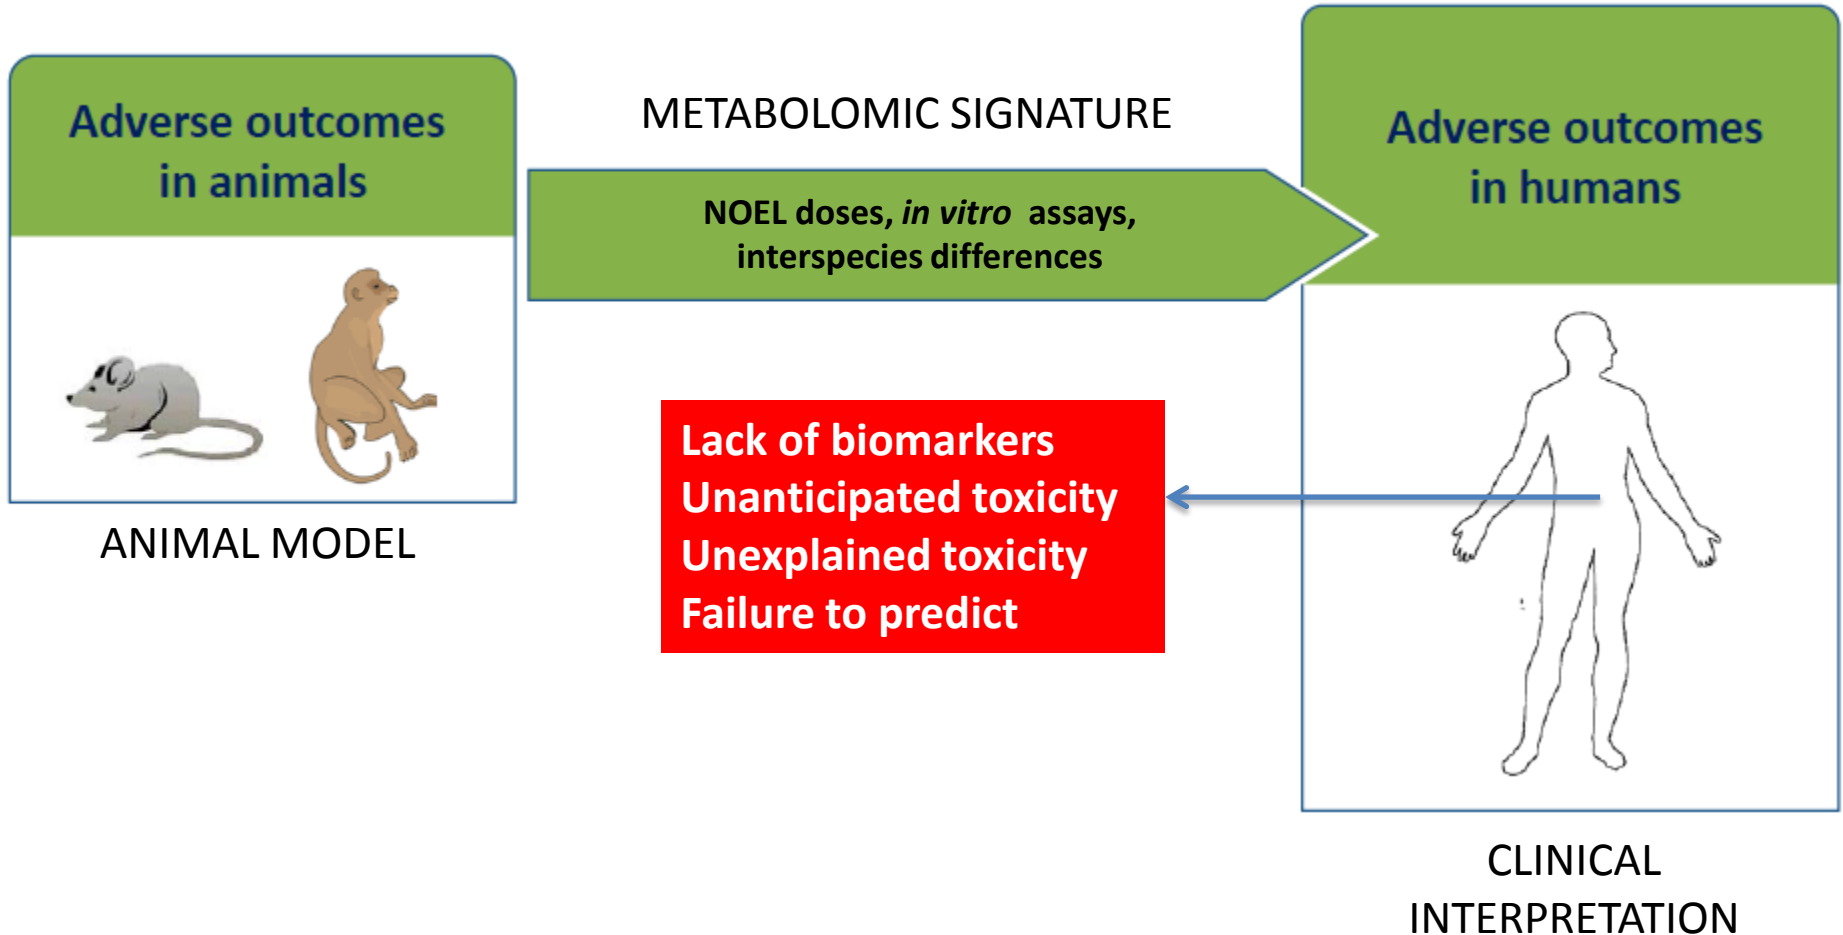 Adverse outcomes
in animals
ANIMAL MODEL
METABOLOMIC SIGNATURE
NOEL doses, in vitro assays,
interspecies differences
Lack of biomarkers
Unanticipated toxicity
Unexplained toxicity
Failure to predict
Adverse outcomes
in humans
CLINICAL
INTERPRETATION